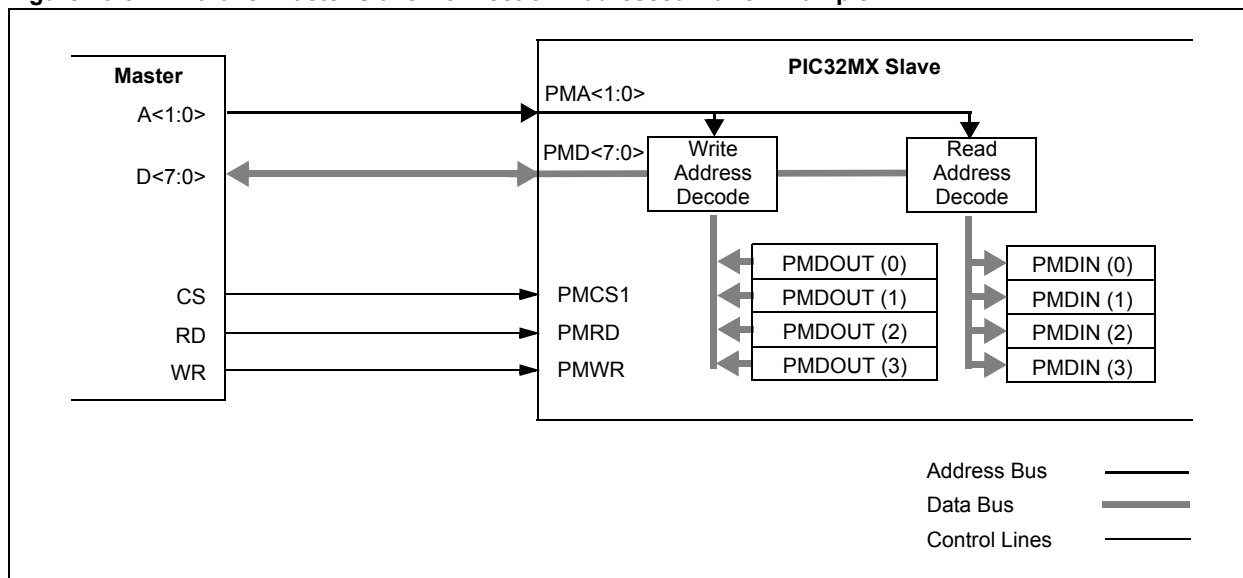 Master
PIC32MX Slave
A<1:0>
PMA<1:0>
D<7:0>
PMD<7:0>
Write
Address
Decode
Read
Address
Decode
PMDOUT (0)
PMDOUT (1)
PMDOUT (2)
PMDOUT (3)
PMDIN (0)
PMDIN (1)
PMDIN (2)
PMDIN (3)
CS
PMCS1
RD
PMRD
WR
PMWR
Address Bus
Data Bus
Control Lines